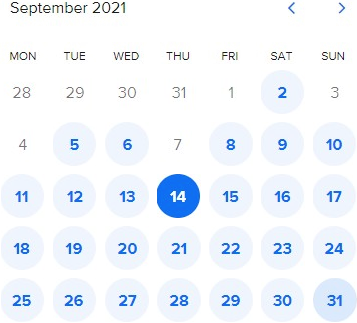 September 2021
MON TUE WED THU FRI SAT SUN
28 29 30 31 1 2 3
4 5 6 7 8 9 10
11 12 13 14 15 16 17
18 19 20 21 22 23 24
25 26 27 28 29 30 31